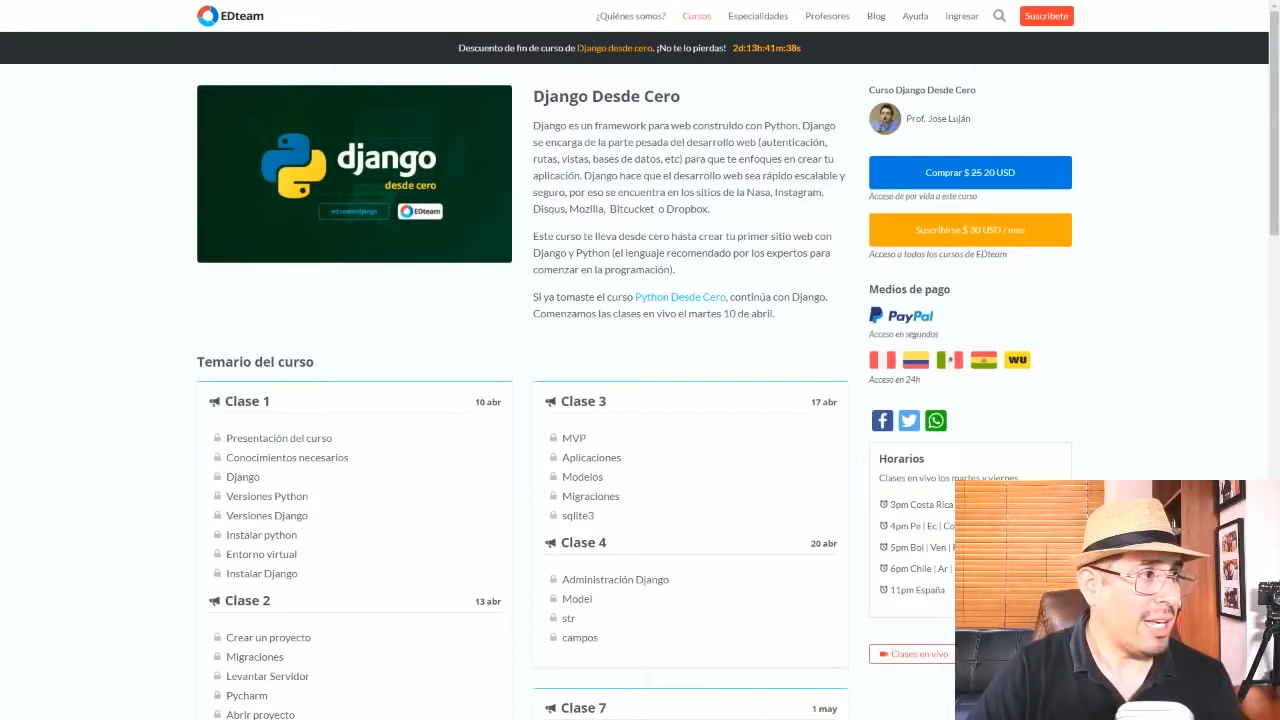 EDteam
¿Quiénes somos?
Cursos
Especialidades
Profesores
Blog
Ayuda
Ingresar
Suscríbete
Descuento de fin de curso de Django desde cero. ¡No te lo pierdas! 2d:13h:41m:38s
django
desde cero
ed.team/django
EDteam
Django Desde Cero
Django es un framework para web construido con Python. Django
se encarga de la parte pesada del desarrollo web (autenticación,
rutas, vistas, bases de datos, etc) para que te enfoques en crear tu
aplicación. Django hace que el desarrollo web sea rápido escalable y
seguro, por eso se encuentra en los sitios de la Nasa, Instagram,
Disqus, Mozilla, Bitcucket o Dropbox.
Este curso te lleva desde cero hasta crear tu primer sitio web con
Django y Python (el lenguaje recomendado por los expertos para
comenzar en la programación).
Si ya tomaste el curso Python Desde Cero, continúa con Django.
Comenzamos las clases en vivo el martes 10 de abril.
Curso Django Desde Cero
Prof. Jose Luján
Comprar $ 25 20 USD
Acceso de por vida a este curso
Suscribirse $ 30 USD / mes
Acceso a todos los cursos de EDteam
Medios de pago
PayPal
Acceso en segundos
WU
Acceso en 24h
Horarios
Clases en vivo los martes y viernes
3pm Costa Rica
4pm Pe | Ec | Co
5pm Bol | Ven |
6pm Chile | Ar |
11pm España
Clases en vivo
Temario del curso
Clase 1
10 abr
Presentación del curso
Conocimientos necesarios
Django
Versiones Python
Versiones Django
Instalar python
Entorno virtual
Instalar Django
Clase 2
13 abr
Crear un proyecto
Migraciones
Levantar Servidor
Pycharm
Abrir proyecto
Clase 3
17 abr
MVP
Aplicaciones
Modelos
Migraciones
sqlite3
Clase 4
20 abr
Administración Django
Model
str
campos
Clase 7
1 may